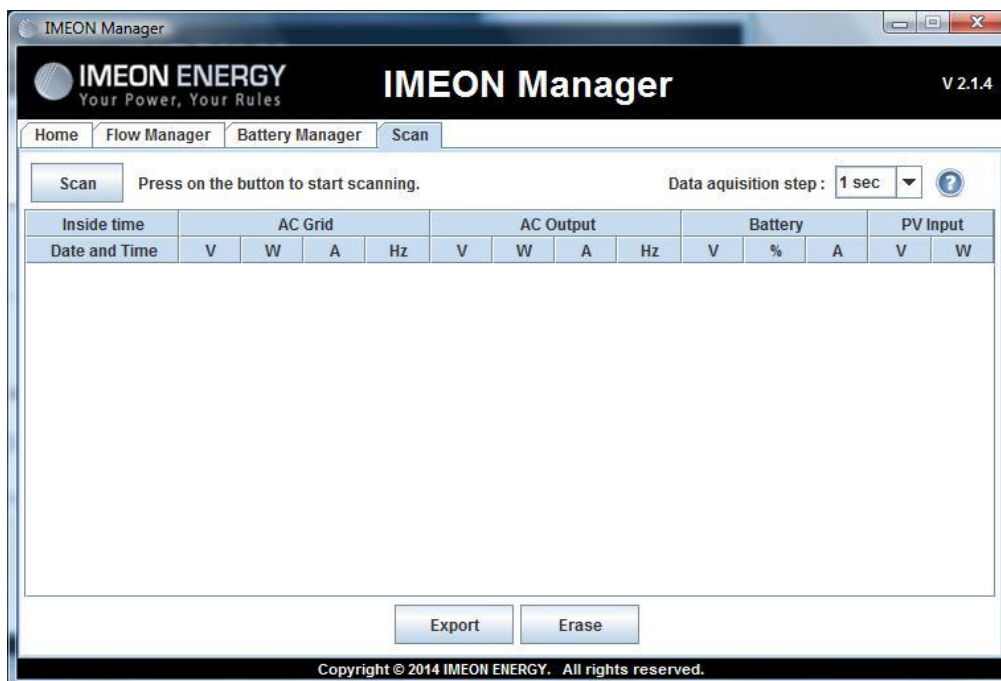 IMEON Manager
IMEON ENERGY
Your Power, Your Rules
IMEON Manager
V 2.1.4
Home Flow Manager Battery Manager Scan
Scan Press on the button to start scanning. Data aquisition step : 1 sec ?
Inside time AC Grid AC Output Battery PV Input
Date and Time V W A Hz V W A Hz V % A V W
Export Erase
Copyright © 2014 IMEON ENERGY. All rights reserved.